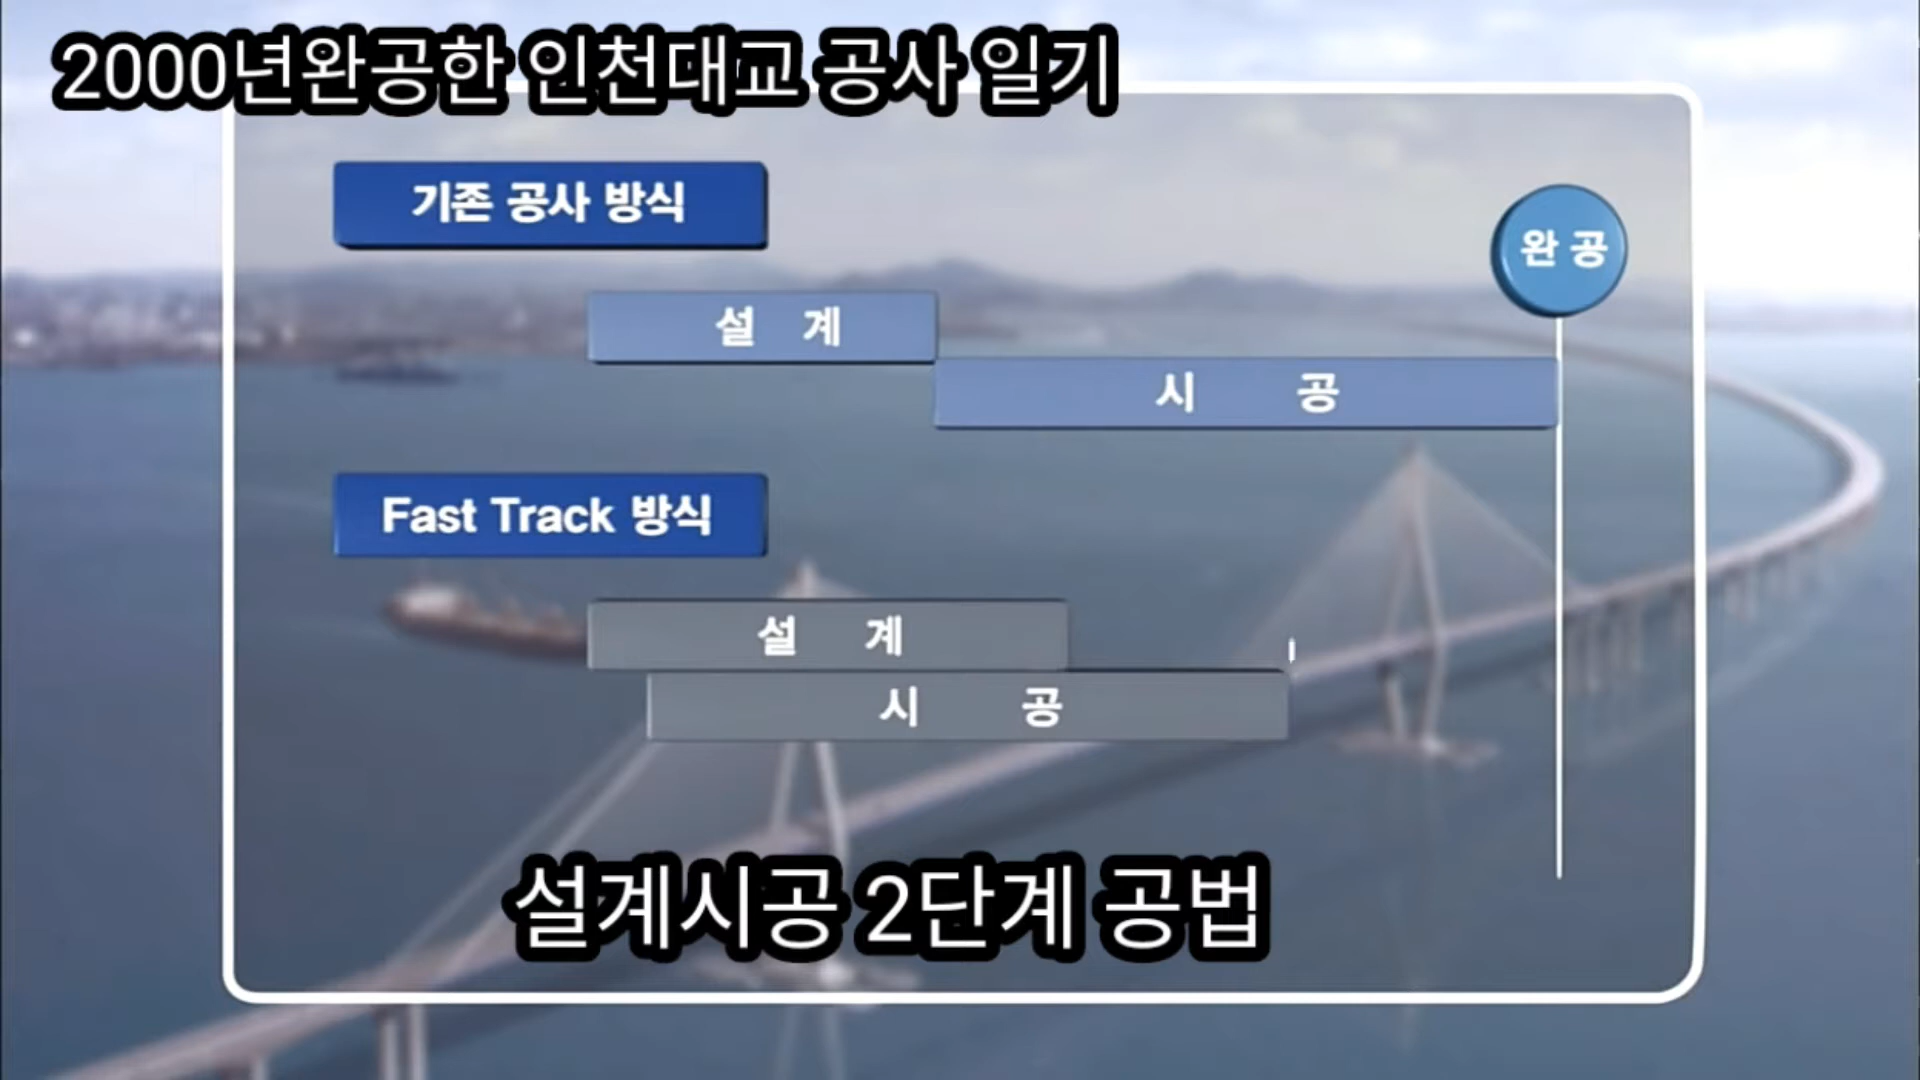 2000년완공한 인천대교 공사 일기
기존 공사 방식
완 공
설 계
시 공
Fast Track 방식
설 계
시 공
설계시공 2단계 공법